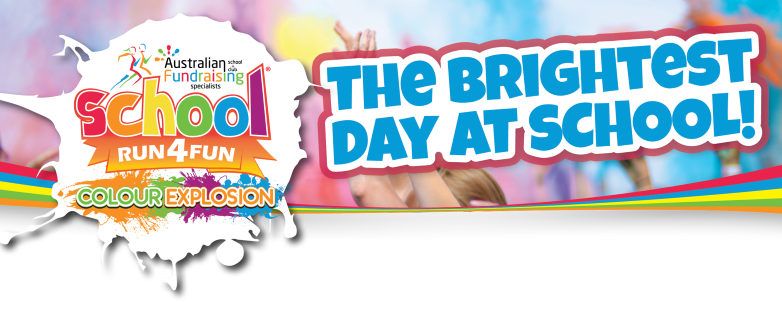 Australian school & club
Fundraising
specialists
school®
RUN4FUN
COLOUR EXPLOSION
THE BRIGHTEST
DAY AT SCHOOL!